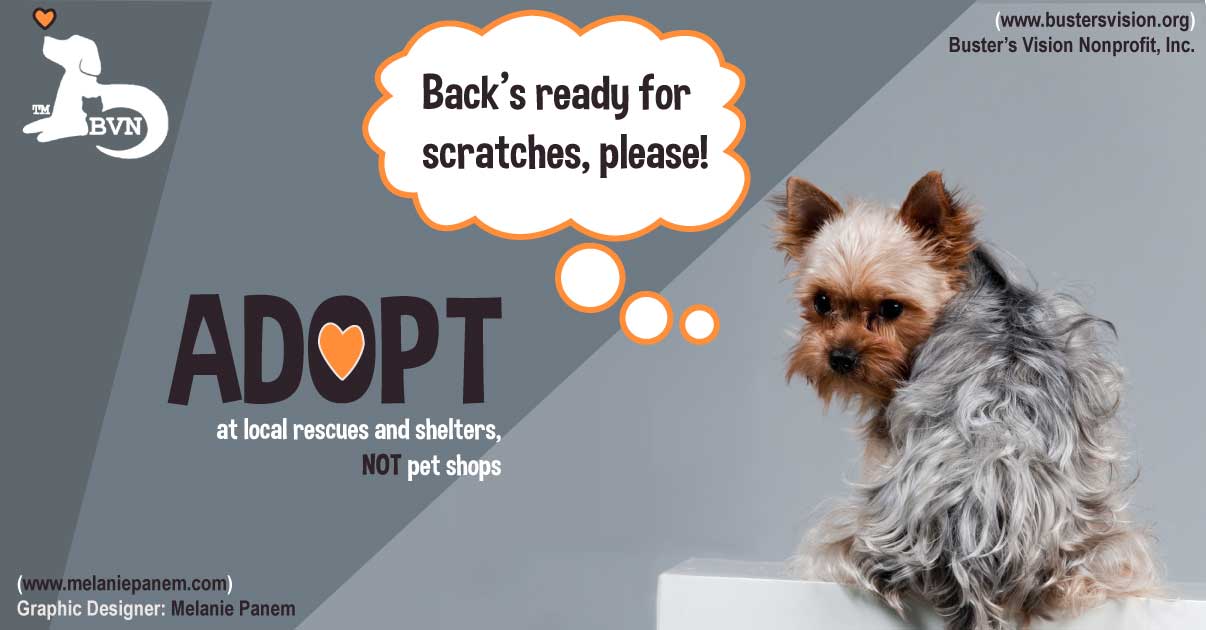 TM
BVN
(www.bustersvision.org)
Buster's Vision Nonprofit, Inc.
Back's ready for
scratches, please!
ADOPT
at local rescues and shelters,
NOT pet shops
(www.melaniepanem.com)
Graphic Designer: Melanie Panem